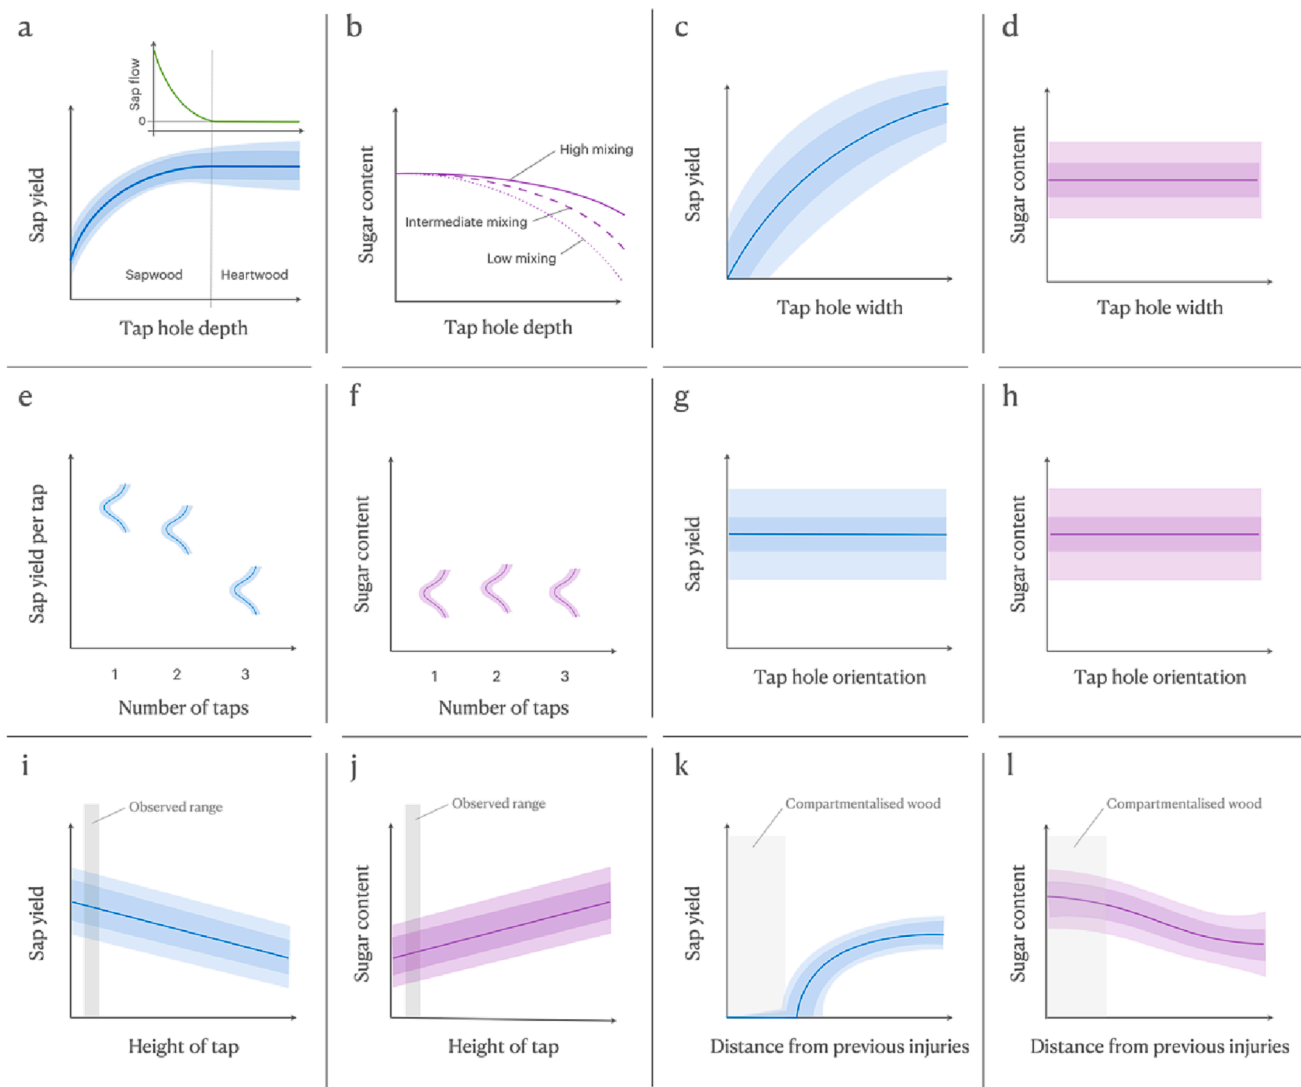 a
Sap flow
0
Sap yield
Sapwood
Heartwood
Tap hole depth
b
Sugar content
High mixing
Intermediate mixing
Low mixing
Tap hole depth
c
Sap yield
Tap hole width
d
Sugar content
Tap hole width
e
Sap yield per tap
1 2 3
Number of taps
f
Sugar content
1 2 3
Number of taps
g
Sap yield
Tap hole orientation
h
Sugar content
Tap hole orientation
i
Observed range
Sap yield
Height of tap
j
Observed range
Sugar content
Height of tap
k
Compartmentalised wood
Sap yield
Distance from previous injuries
l
Compartmentalised wood
Sugar content
Distance from previous injuries